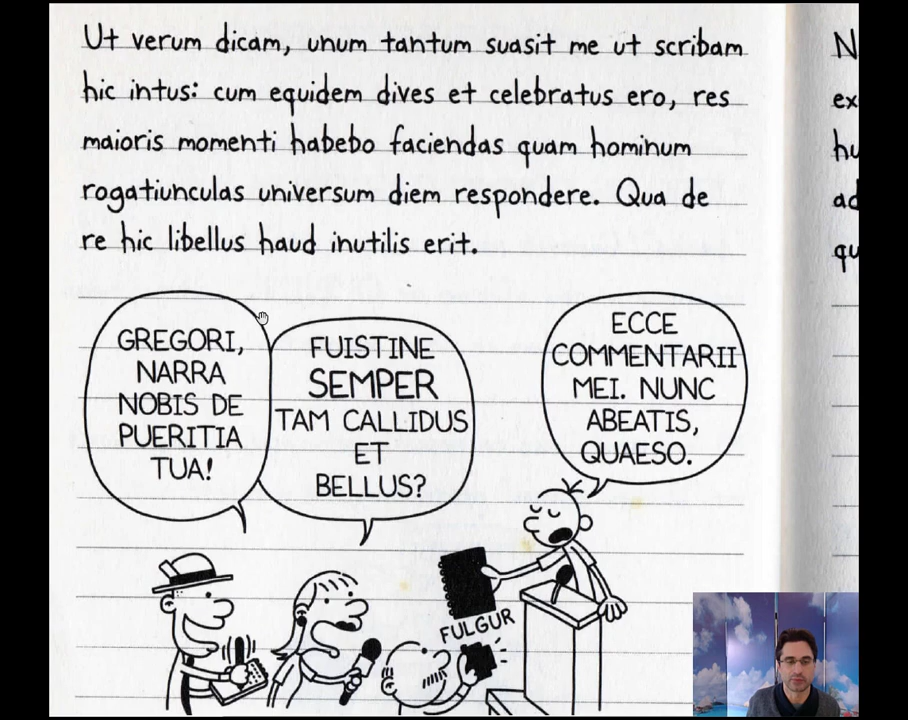 Ut verum dicam, unum tantum suasit me ut scribam
hic intus: cum equidem dives et celebratus ero, res
maioris momenti habebo faciendas quam hominum
rogatiunculas universum diem respondere. Qua de
re hic libellus haud inutilis erit.
GREGORI,
NARRA
NOBIS DE
PUERITIA
TUA!
FUISTINE
SEMPER
TAM CALLIDUS
ET
BELLUS?
ECCE
COMMENTARII
MEI. NUNC
ABEATIS,
QUAESO.
FULGUR